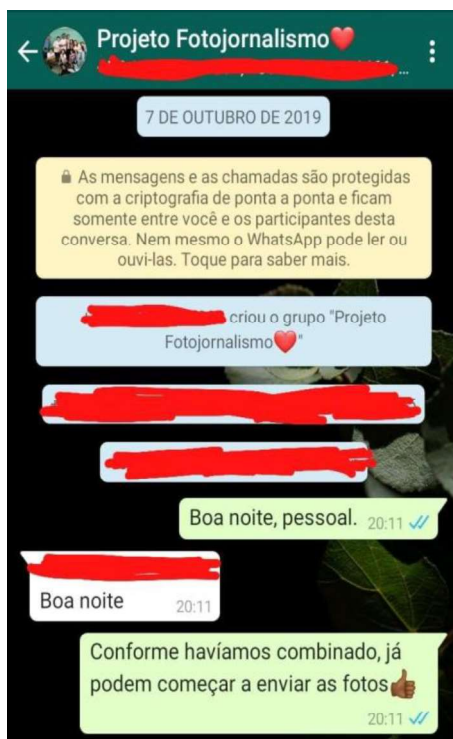 Projeto Fotojornalismo❤️
7 DE OUTUBRO DE 2019
🔒 As mensagens e as chamadas são protegidas
com a criptografia de ponta a ponta e ficam
somente entre você e os participantes desta
conversa. Nem mesmo o WhatsApp pode ler ou
ouvi-las. Toque para saber mais.
criou o grupo "Projeto
Fotojornalismo❤️"
Boa noite, pessoal. 20:11
Boa noite 20:11
Conforme havíamos combinado, já
podem começar a enviar as fotos👍🏾
20:11